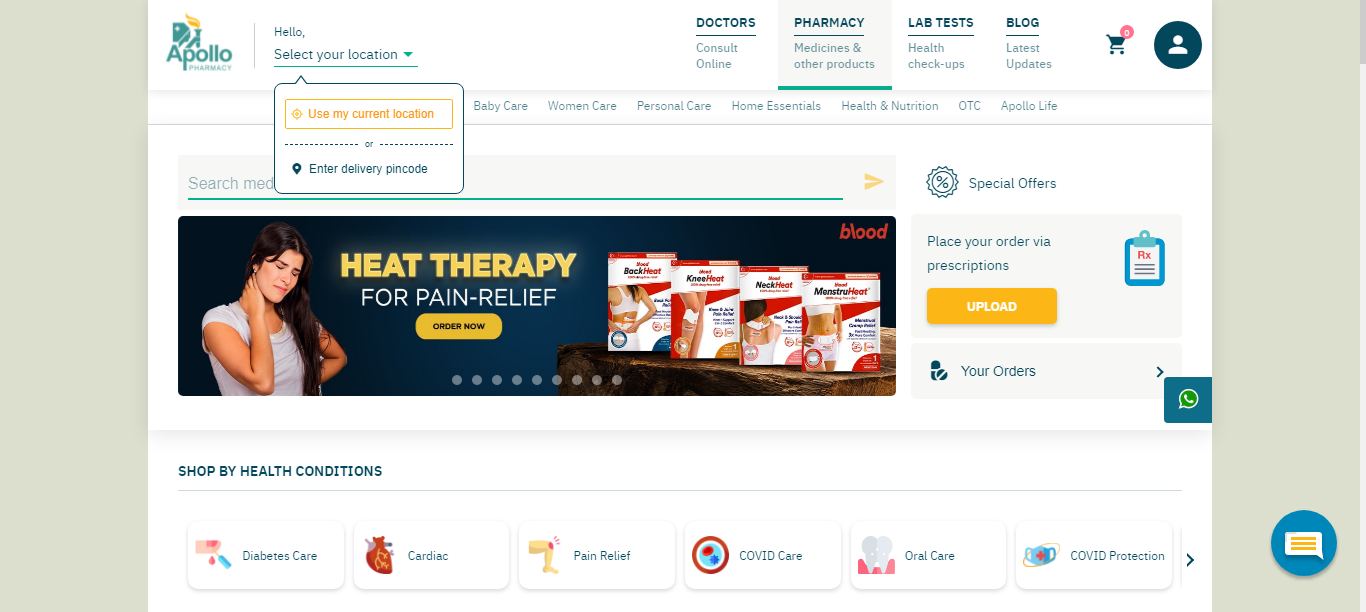 Apollo
PHARMACY
Hello,
Select your location
DOCTORS
Consult
Online
PHARMACY
Medicines &
other products
LAB TESTS
Health
check-ups
BLOG
Latest
Updates
0
Use my current location
or
Enter delivery pincode
Baby Care
Women Care
Personal Care
Home Essentials
Health & Nutrition
OTC
Apollo Life
Search med
Special Offers
blood
HEAT THERAPY
FOR PAIN-RELIEF
ORDER NOW
blood
BackHeat
blood
KneeHeat
blood
NeckHeat
blood
MenstruHeat
Place your order via
prescriptions
Rx
UPLOAD
Your Orders
SHOP BY HEALTH CONDITIONS
Diabetes Care
Cardiac
Pain Relief
COVID Care
Oral Care
COVID Protection